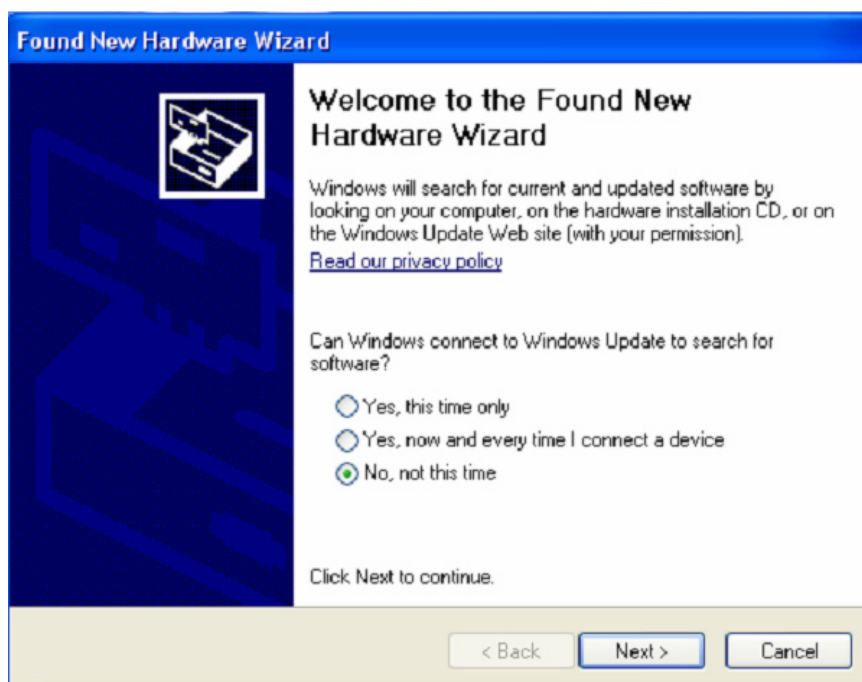 Found New Hardware Wizard
Welcome to the Found New
Hardware Wizard
Windows will search for current and updated software by
looking on your computer, on the hardware installation CD, or on
the Windows Update Web site (with your permission).
Read our privacy policy
Can Windows connect to Windows Update to search for
software?
Yes, this time only
Yes, now and every time I connect a device
No, not this time
Click Next to continue.
< Back Next > Cancel